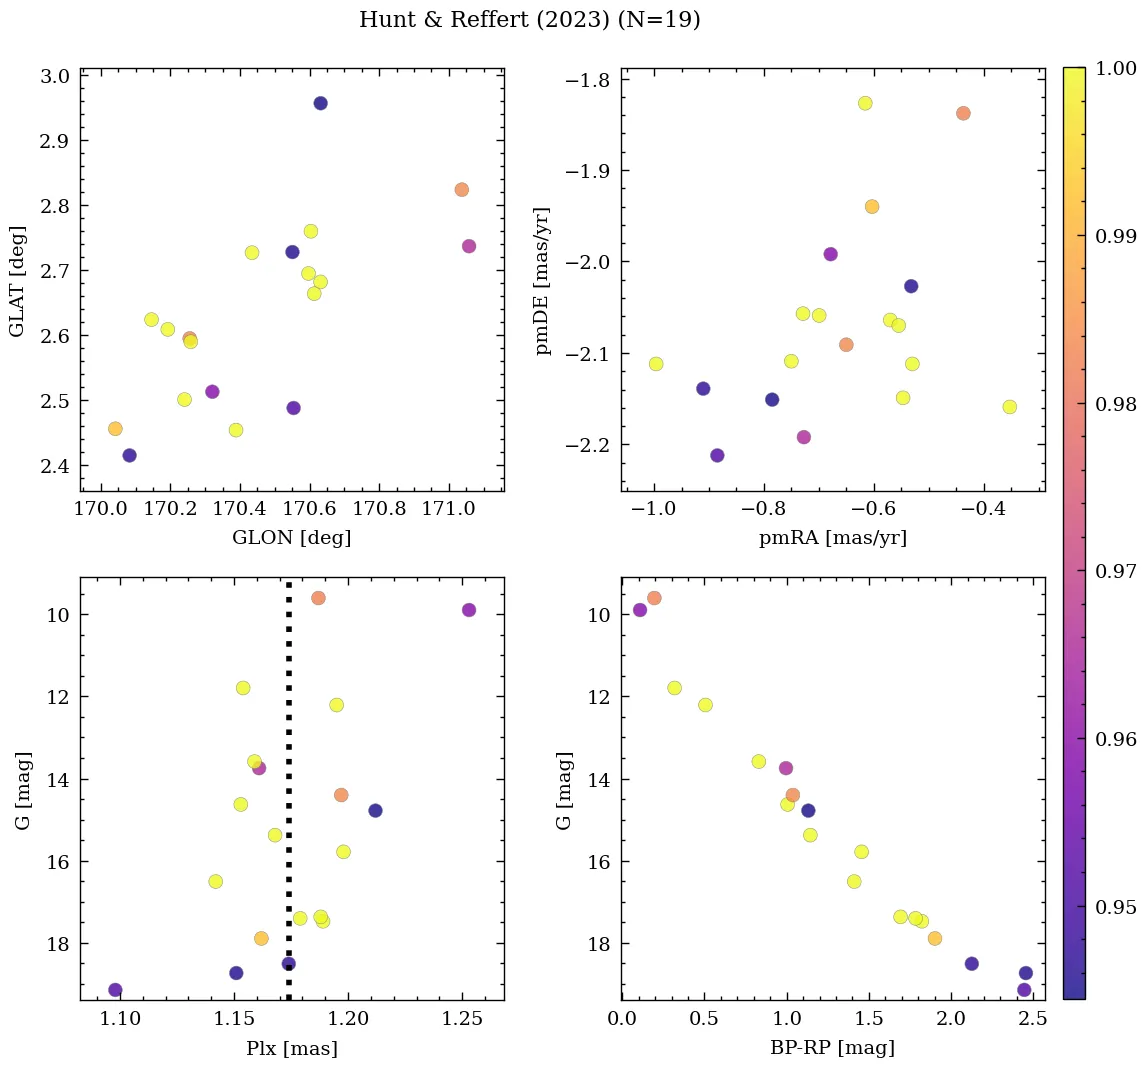 Hunt & Reffert (2023) (N=19)
3.0
2.9
2.8
2.7
2.6
2.5
2.4
GLAT [deg]
170.0 170.2 170.4 170.6 170.8 171.0
GLON [deg]
−1.8
−1.9
−2.0
−2.1
−2.2
pmDE [mas/yr]
−1.0 −0.8 −0.6 −0.4
pmRA [mas/yr]
1.00
0.99
0.98
0.97
0.96
0.95
10
12
14
16
18
G [mag]
1.10 1.15 1.20 1.25
Plx [mas]
10
12
14
16
18
G [mag]
0.0 0.5 1.0 1.5 2.0 2.5
BP-RP [mag]